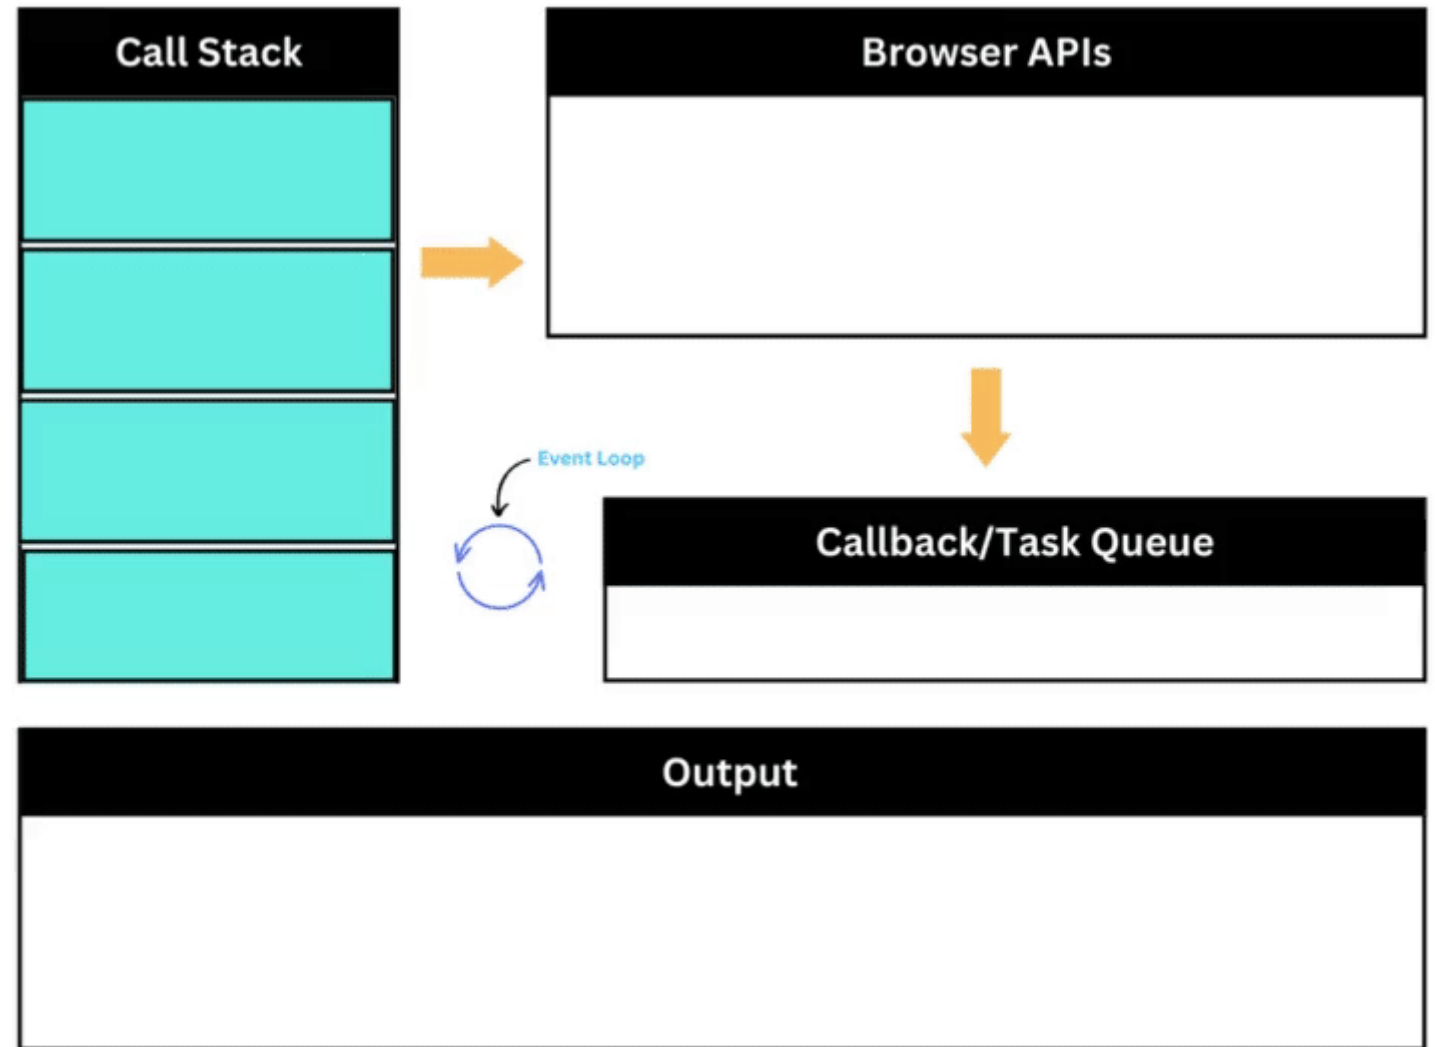 Call Stack
Browser APIs
Event Loop
Callback/Task Queue
Output